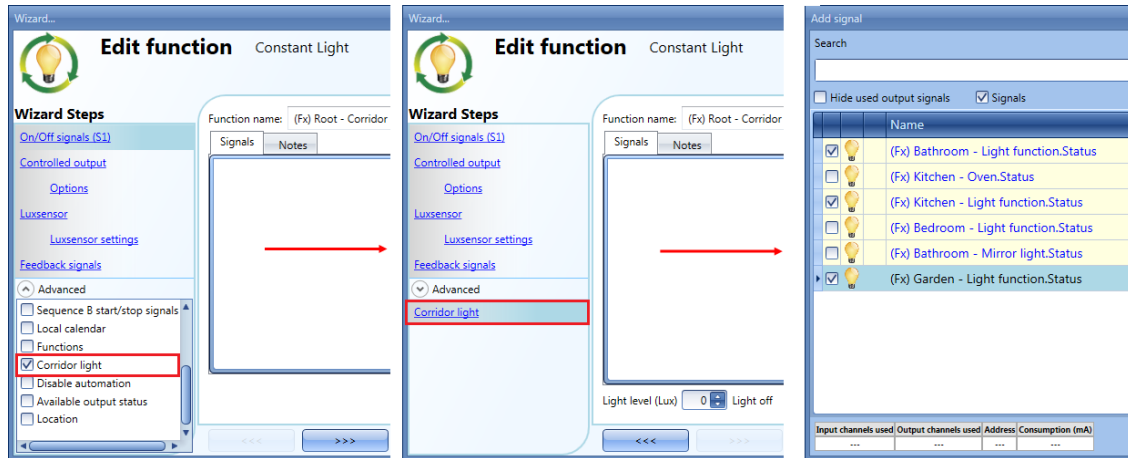 Wizard...
Edit function Constant Light
Wizard Steps
On/Off signals (S1)
Controlled output
Options
Luxsensor
Luxsensor settings
Feedback signals
Advanced
Sequence B start/stop signals
Local calendar
Functions
Corridor light
Disable automation
Available output status
Location
Function name: (Fx) Root - Corridor
Signals Notes
<<< >>>
Wizard...
Edit function Constant Light
Wizard Steps
On/Off signals (S1)
Controlled output
Options
Luxsensor
Luxsensor settings
Feedback signals
Advanced
Corridor light
Function name: (Fx) Root - Corridor
Signals Notes
Light level (Lux) 0 Light off
<<< >>>
Add signal
Search
Hide used output signals Signals
Name
(Fx) Bathroom - Light function.Status
(Fx) Kitchen - Oven.Status
(Fx) Kitchen - Light function.Status
(Fx) Bedroom - Light function.Status
(Fx) Bathroom - Mirror light.Status
(Fx) Garden - Light function.Status
Input channels used Output channels used Address Consumption (mA)
--- --- --- ---